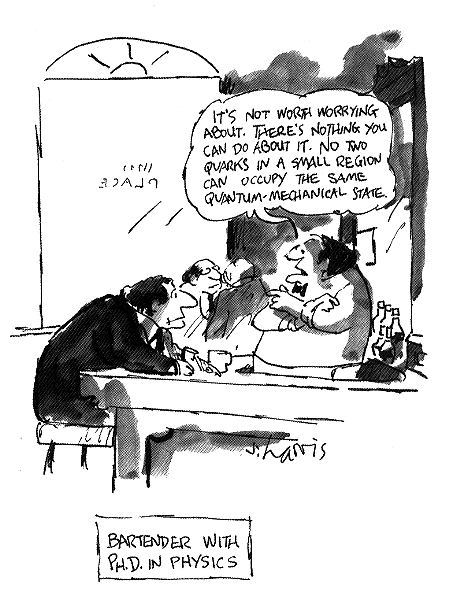 IT'S NOT WORTH WORRYING
ABOUT. THERE'S NOTHING YOU
CAN DO ABOUT IT. NO TWO
QUARKS IN A SMALL REGION
CAN OCCUPY THE SAME
QUANTUM-MECHANICAL STATE.
PLACE
S. Harris
BARTENDER WITH
PH.D. IN PHYSICS